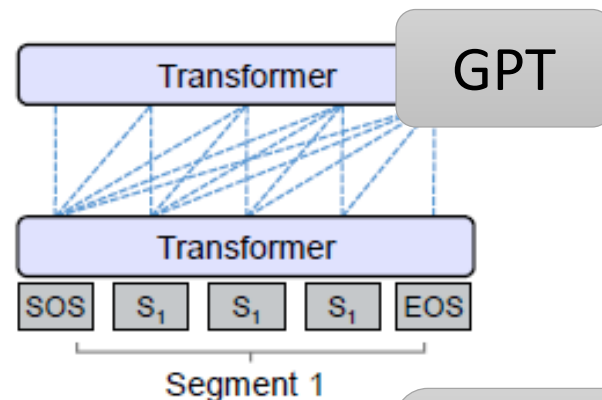 GPT
Transformer
Transformer
SOS S₁ S₁ S₁ EOS
Segment 1